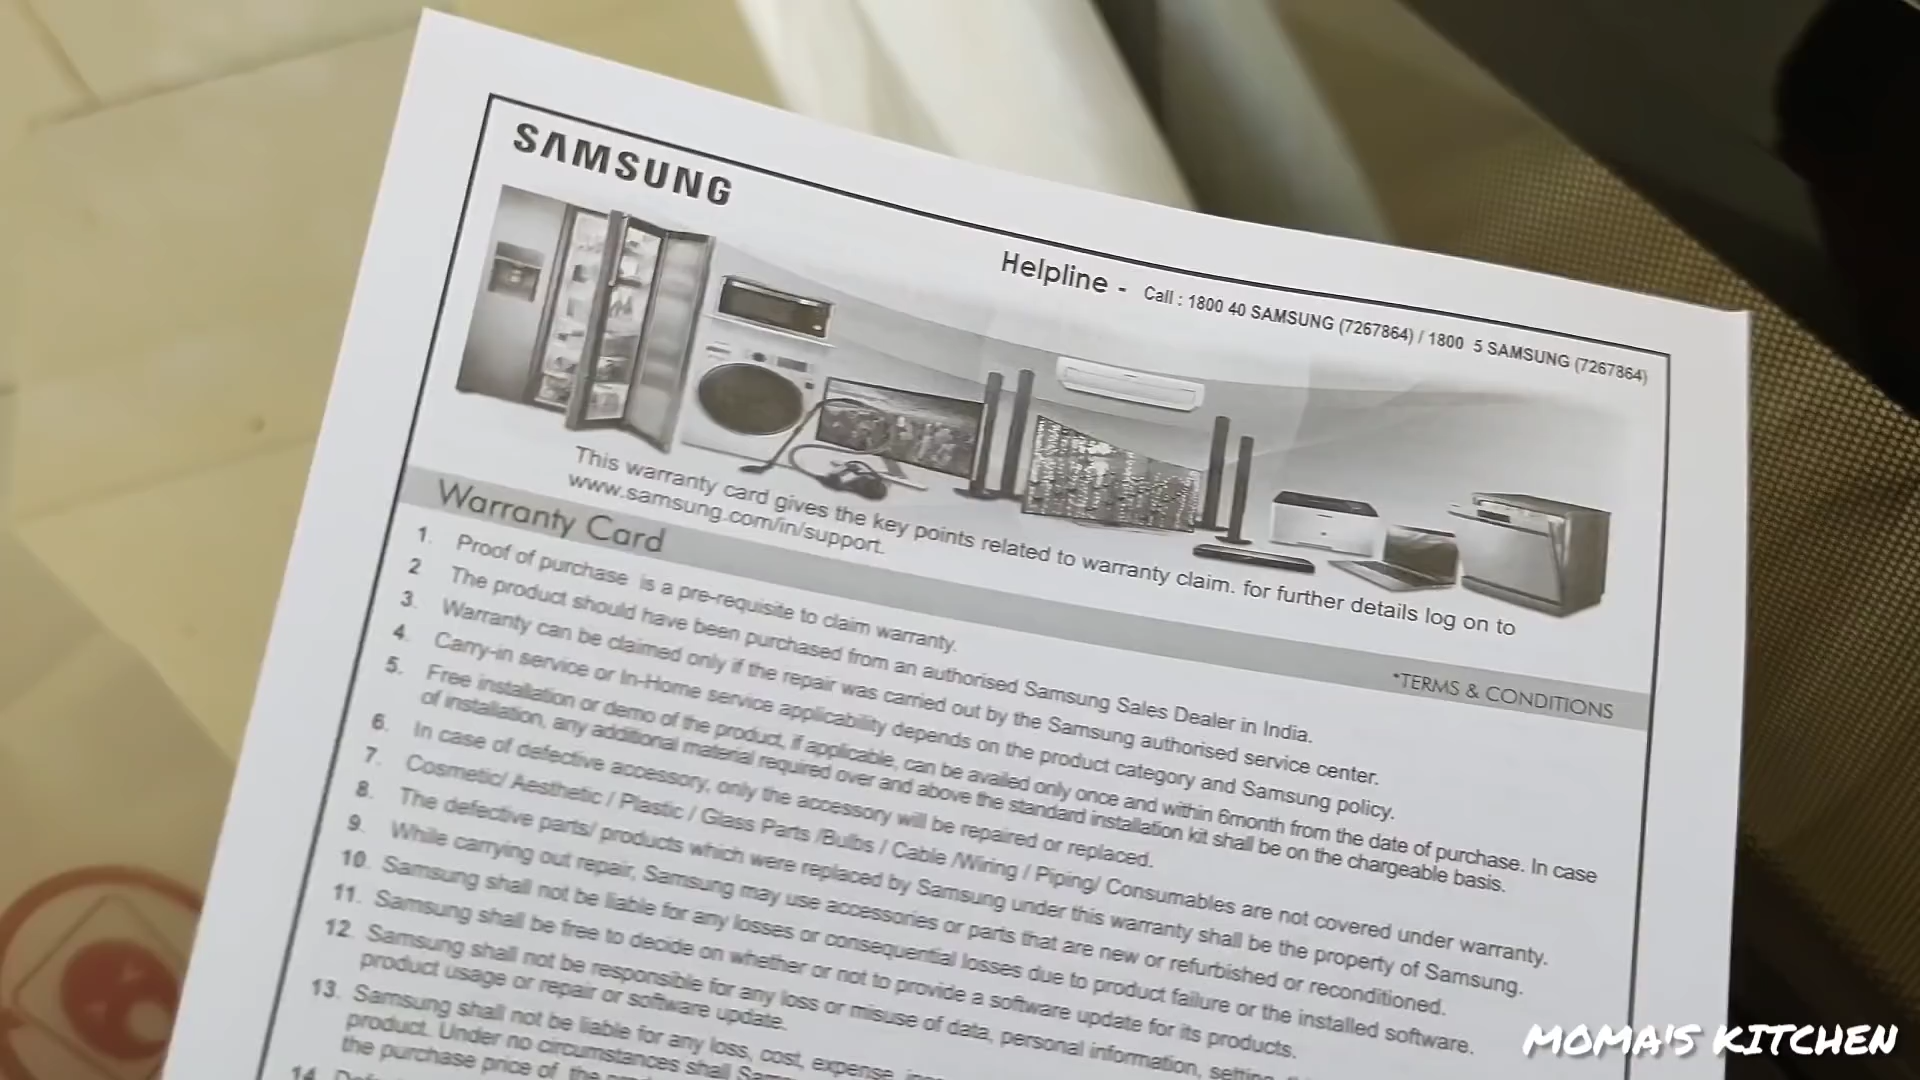 SAMSUNG
Helpline - Call : 1800 40 SAMSUNG (7267864) / 1800 5 SAMSUNG (7267864)
This warranty card gives the key points related to warranty claim. for further details log on to
www.samsung.com/in/support.
Warranty Card
*TERMS & CONDITIONS
1. Proof of purchase is a pre-requisite to claim warranty.
2 The product should have been purchased from an authorised Samsung Sales Dealer in India.
3. Warranty can be claimed only if the repair was carried out by the Samsung authorised service center.
4. Carry-in service or In-Home service applicability depends on the product category and Samsung policy.
5. Free installation or demo of the product, if applicable, can be availed only once and within 6month from the date of purchase. In case
of installation, any additional material required over and above the standard installation kit shall be on the chargeable basis.
6. In case of defective accessory, only the accessory will be repaired or replaced.
7. Cosmetic/ Aesthetic / Plastic / Glass Parts /Bulbs / Cable /Wiring / Piping/ Consumables are not covered under warranty.
8. The defective parts/ products which were replaced by Samsung under this warranty shall be the property of Samsung.
9. While carrying out repair, Samsung may use accessories or parts that are new or refurbished or reconditioned.
10. Samsung shall not be liable for any losses or consequential losses due to product failure or the installed software.
11. Samsung shall be free to decide on whether or not to provide a software update for its products.
12. Samsung shall not be responsible for any loss or misuse of data, personal information, setting,
product usage or repair or software update.
13. Samsung shall not be liable for any loss, cost, expense,
product. Under no circumstances shall
the purchase price of the
14.
MOMA'S KITCHEN